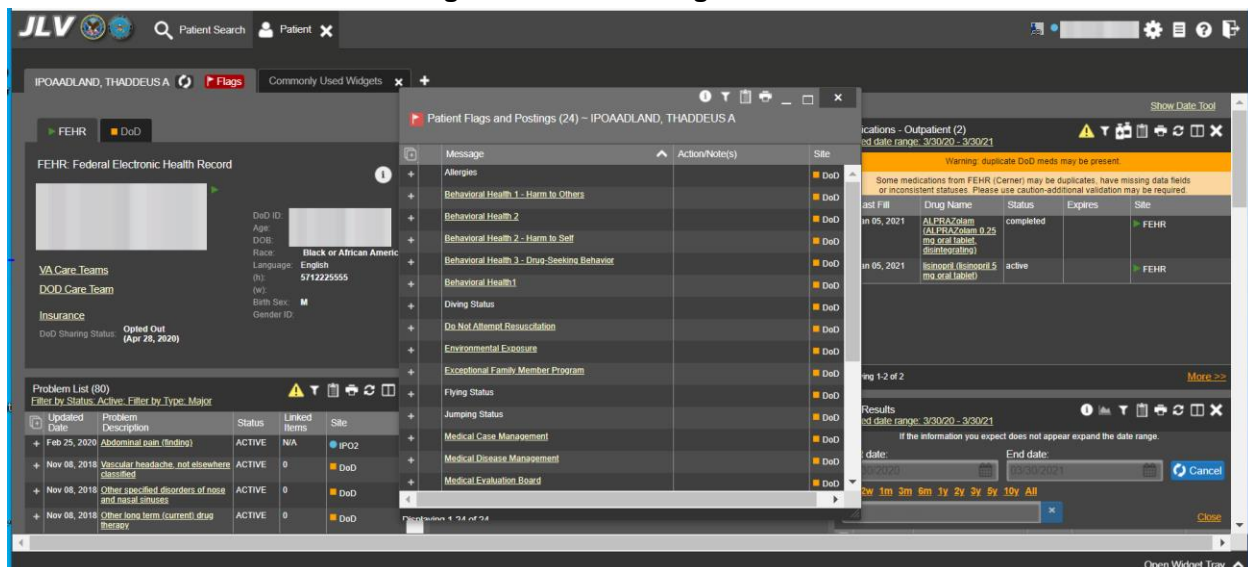 JLV Patient Search Patient
IPOAADLAND, THADDEUS A Flags Commonly Used Widgets
Show Date Tool
FEHR DoD
FEHR: Federal Electronic Health Record
DoD ID:
Age:
DOB:
Race: Black or African Americ
Language: English
(h): 5712225555
(w):
Birth Sex: M
Gender ID:
VA Care Teams
DOD Care Team
Insurance
DoD Sharing Status: Opted Out
(Apr 28, 2020)
Problem List (80)
Filter by Status: Active; Filter by Type: Major
Updated Date Problem Description Status Linked Items Site
+ Feb 25, 2020 Abdominal pain (finding) ACTIVE N/A IPO2
+ Nov 08, 2018 Vascular headache, not elsewhere classified ACTIVE 0 DoD
+ Nov 08, 2018 Other specified disorders of nose and nasal sinuses ACTIVE 0 DoD
+ Nov 08, 2018 Other long term (current) drug therapy ACTIVE 0 DoD
Patient Flags and Postings (24) ~ IPOAADLAND, THADDEUS A
Message Action/Note(s) Site
+ Allergies DoD
+ Behavioral Health 1 - Harm to Others DoD
+ Behavioral Health 2 DoD
+ Behavioral Health 2 - Harm to Self DoD
+ Behavioral Health 3 - Drug-Seeking Behavior DoD
+ Behavioral Health1 DoD
+ Diving Status DoD
+ Do Not Attempt Resuscitation DoD
+ Environmental Exposure DoD
+ Exceptional Family Member Program DoD
+ Flying Status DoD
+ Jumping Status DoD
+ Medical Case Management DoD
+ Medical Disease Management DoD
+ Medical Evaluation Board DoD
Displaying 1-24 of 24
ications - Outpatient (2)
ed date range: 3/30/20 - 3/30/21
Warning: duplicate DoD meds may be present.
Some medications from FEHR (Cerner) may be duplicates, have missing data fields
or inconsistent statuses. Please use caution-additional validation may be required.
ast Fill Drug Name Status Expires Site
an 05, 2021 ALPRAZolam (ALPRAZolam 0.25 mg oral tablet, disintegrating) completed FEHR
an 05, 2021 lisinopril (lisinopril 5 mg oral tablet) active FEHR
ing 1-2 of 2 More >>
Results
ed date range: 3/30/20 - 3/30/21
If the information you expect does not appear expand the date range.
date: End date:
30/2020 03/30/2021 Cancel
2w 1m 3m 6m 1y 2y 3y 5y 10y All
Close
Open Widget Tray